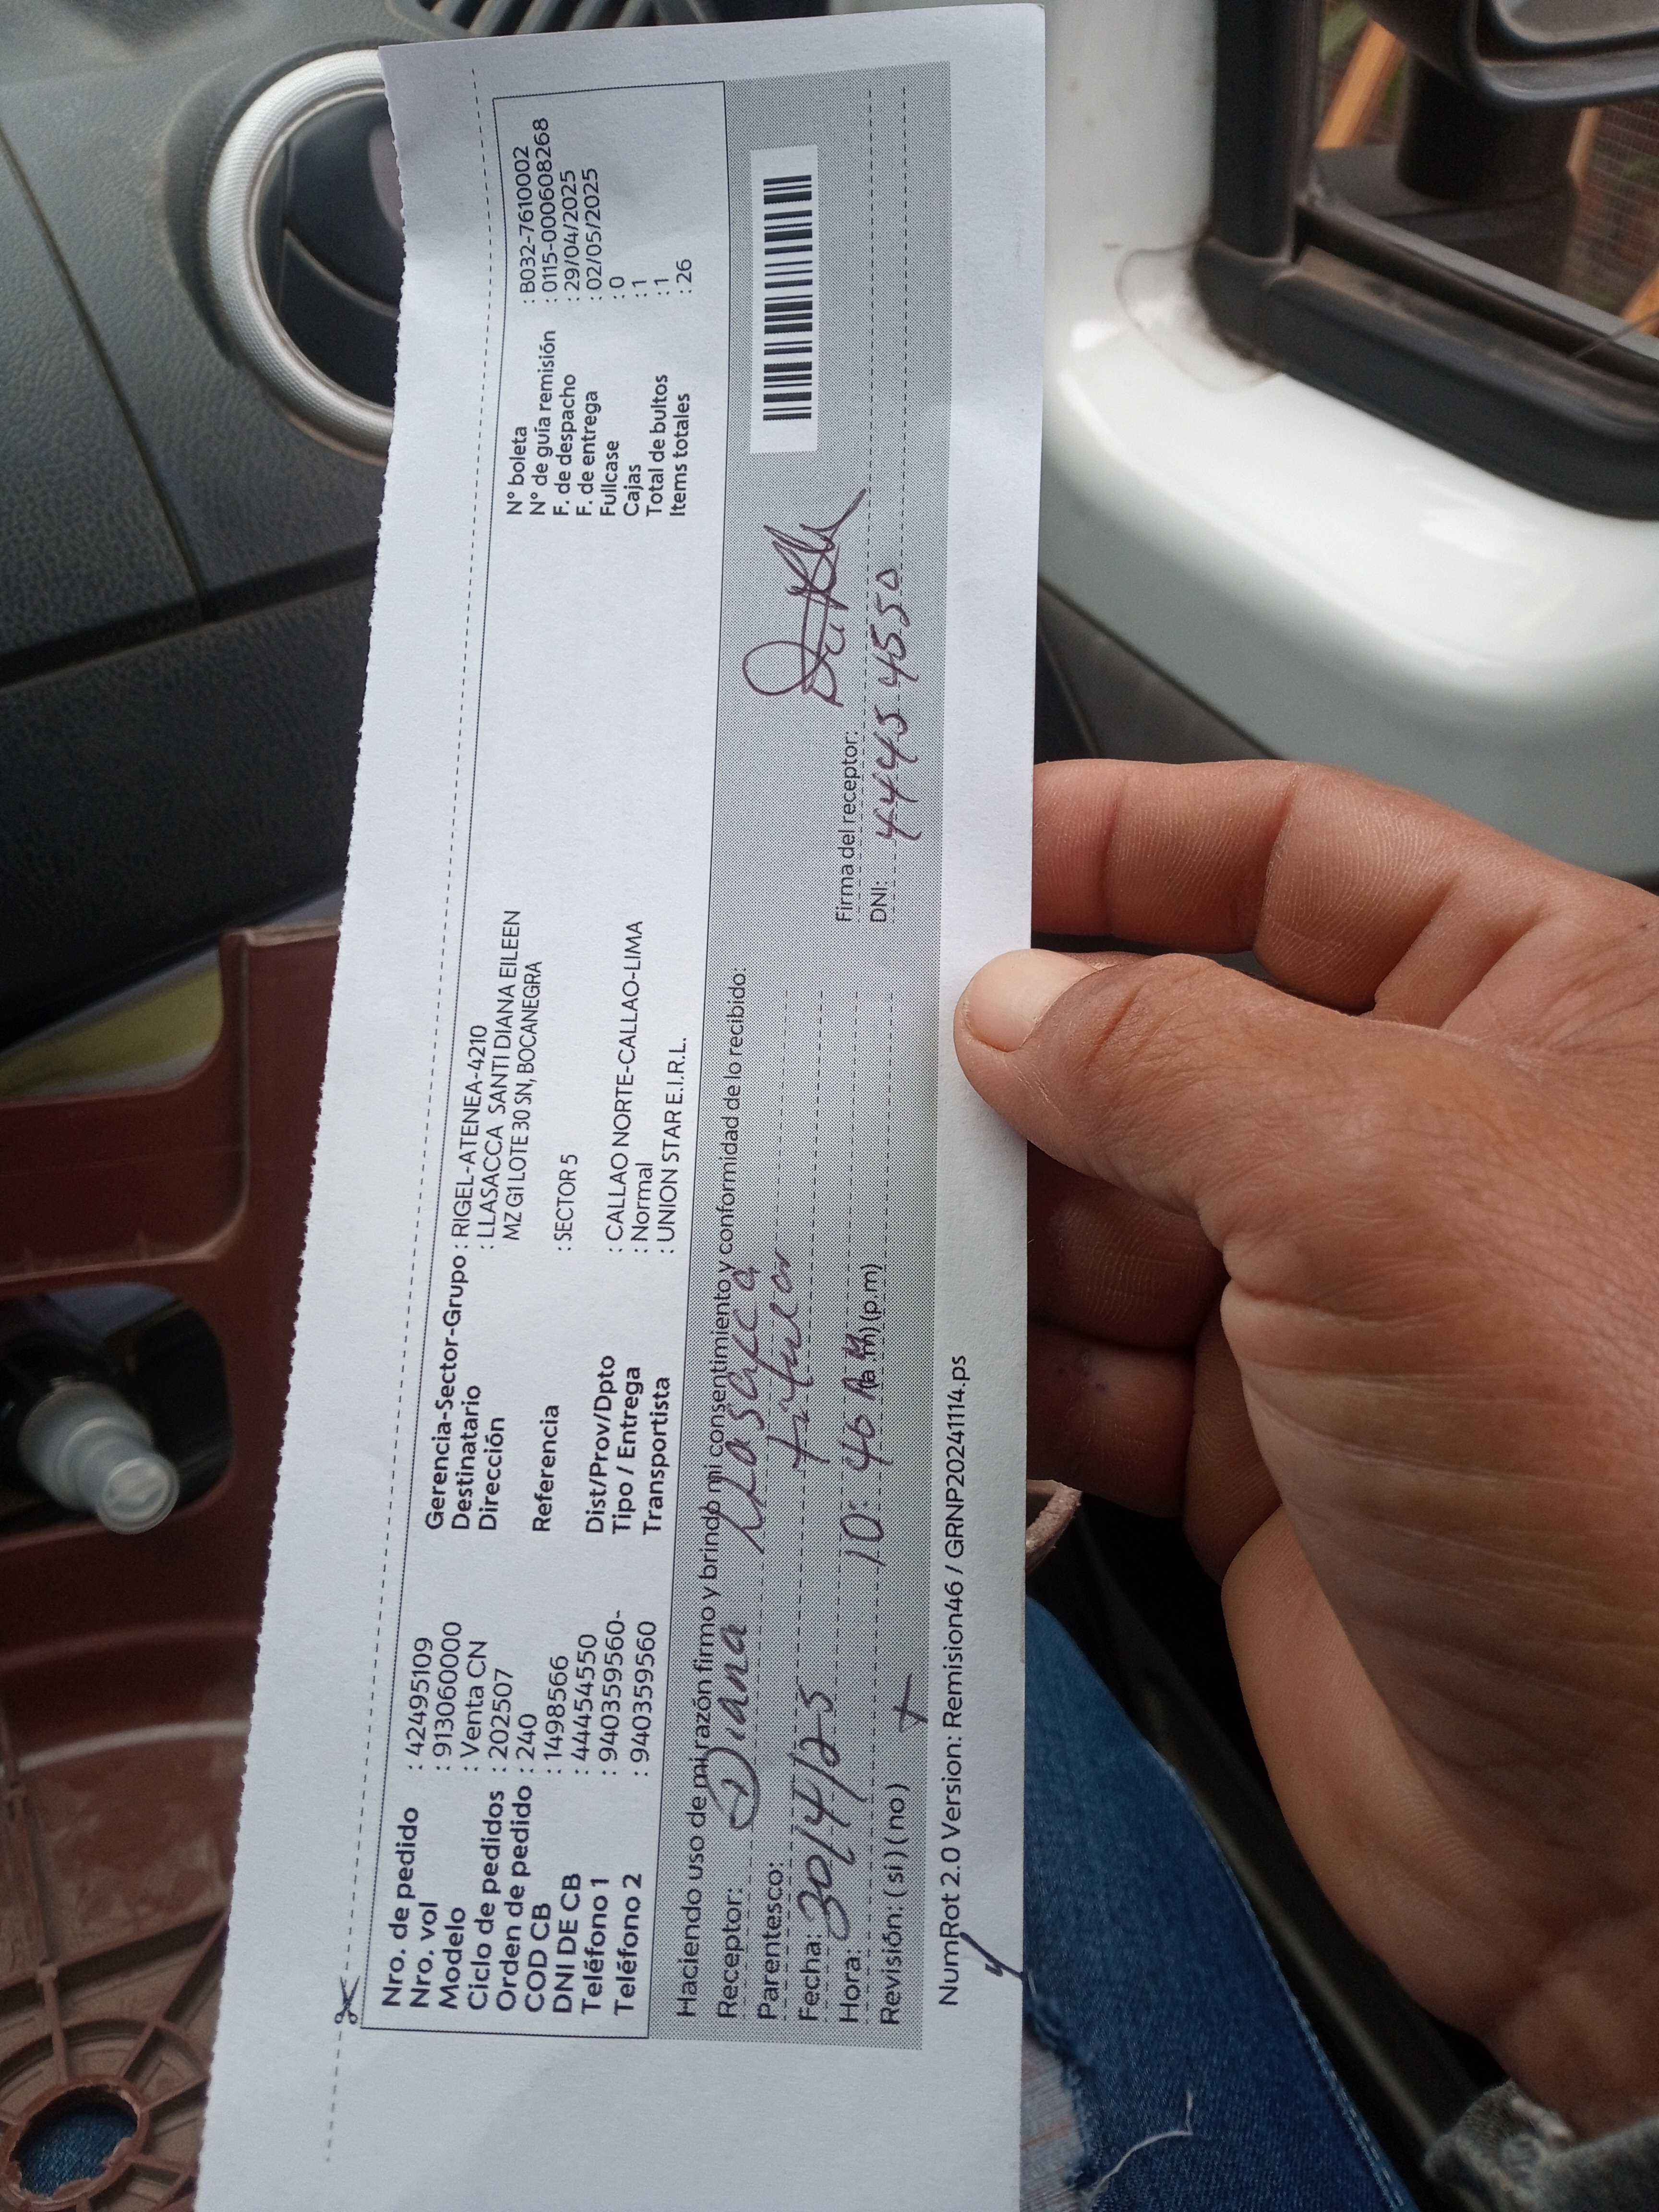 Nro. de pedido : 42495109
Nro. vol : 913060000
Modelo : Venta CN
Ciclo de pedidos : 202507
Orden de pedido : 240
COD CB : 1498566
DNI DE CB : 44454550
Teléfono 1 : 940359560-
Teléfono 2 : 940359560
Gerencia-Sector-Grupo : RIGEL-ATENEA-4210
Destinatario : LLASACCA SANTI DIANA EILEEN
Dirección MZ G1 LOTE 30 SN, BOCANEGRA
Referencia : SECTOR 5
Dist/Prov/Dpto : CALLAO NORTE-CALLAO-LIMA
Tipo / Entrega : Normal
Transportista : UNION STAR E.I.R.L.
N° boleta : B032-7610002
N° de guía remisión : 0115-0006608268
F. de despacho : 29/04/2025
F. de entrega : 02/05/2025
Fullcase : 0
Cajas : 1
Total de bultos : 1
Items totales : 26
Haciendo uso de mi razón firmo y brindo mi consentimiento y conformidad de lo recibido:
Receptor: Diana
Parentesco: titular
Fecha: 30/4/25
Hora: 10:46 (a.m) (p.m)
Revisión: ( si ) ( no )
Firma del receptor:
DNI: 44454550
NumRot 2.0 Version: Remision46 / GRNP20241114.ps